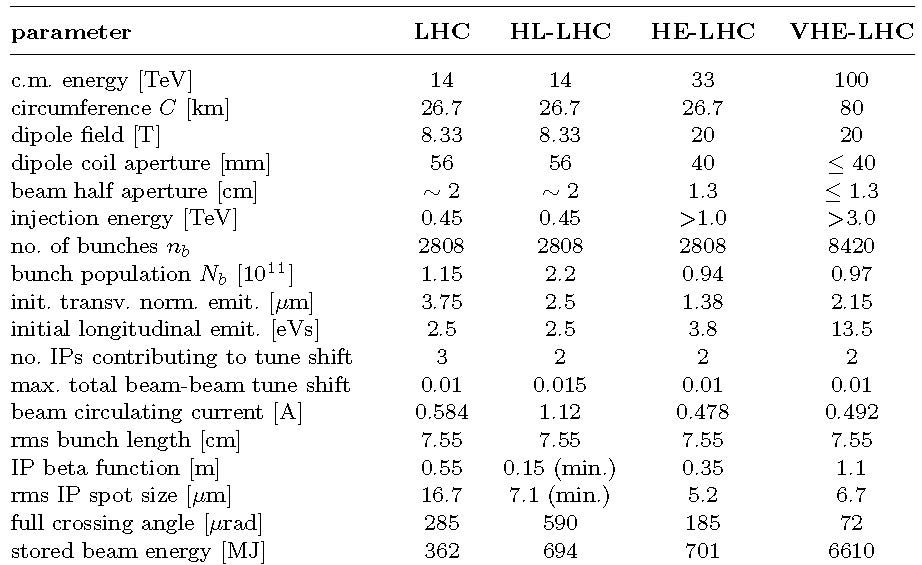 parameter LHC HL-LHC HE-LHC VHE-LHC
c.m. energy [TeV] 14 14 33 100
circumference C [km] 26.7 26.7 26.7 80
dipole field [T] 8.33 8.33 20 20
dipole coil aperture [mm] 56 56 40 ≤ 40
beam half aperture [cm] ∼ 2 ∼ 2 1.3 ≤ 1.3
injection energy [TeV] 0.45 0.45 >1.0 >3.0
no. of bunches n_b 2808 2808 2808 8420
bunch population N_b [10^11] 1.15 2.2 0.94 0.97
init. transv. norm. emit. [μm] 3.75 2.5 1.38 2.15
initial longitudinal emit. [eVs] 2.5 2.5 3.8 13.5
no. IPs contributing to tune shift 3 2 2 2
max. total beam-beam tune shift 0.01 0.015 0.01 0.01
beam circulating current [A] 0.584 1.12 0.478 0.492
rms bunch length [cm] 7.55 7.55 7.55 7.55
IP beta function [m] 0.55 0.15 (min.) 0.35 1.1
rms IP spot size [μm] 16.7 7.1 (min.) 5.2 6.7
full crossing angle [μrad] 285 590 185 72
stored beam energy [MJ] 362 694 701 6610